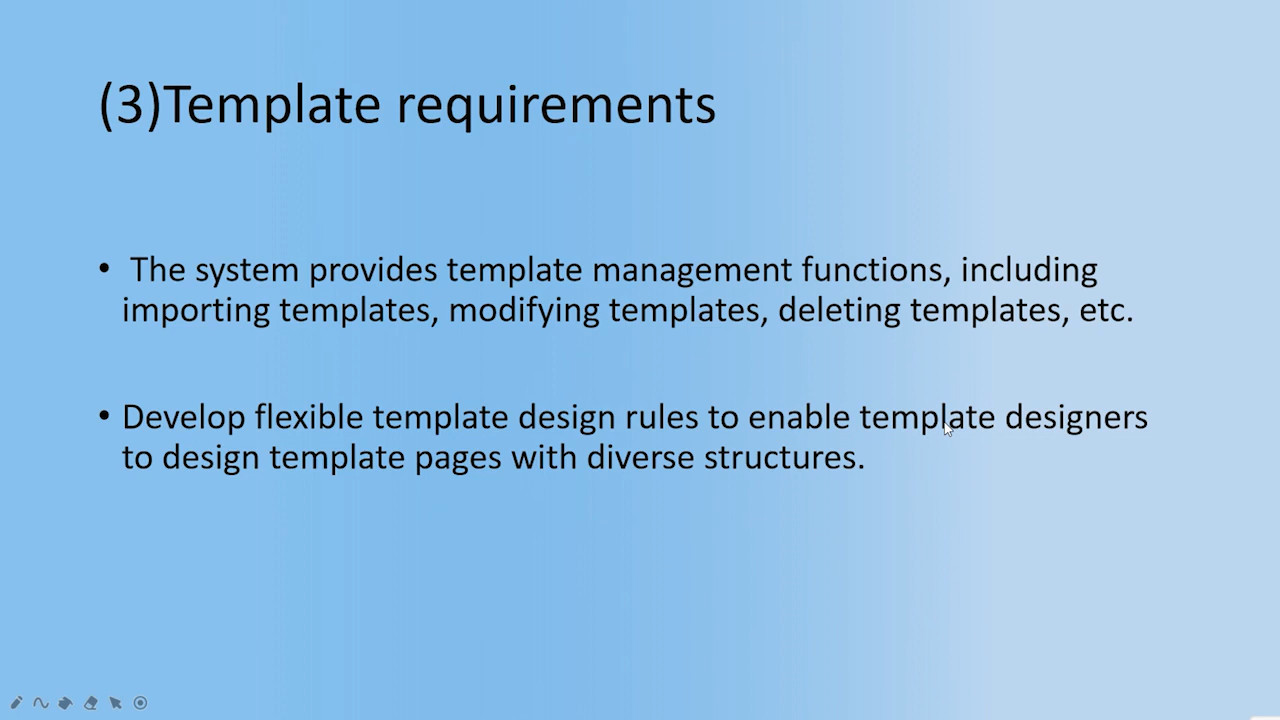 (3)Template requirements
• The system provides template management functions, including
importing templates, modifying templates, deleting templates, etc.
• Develop flexible template design rules to enable template designers
to design template pages with diverse structures.